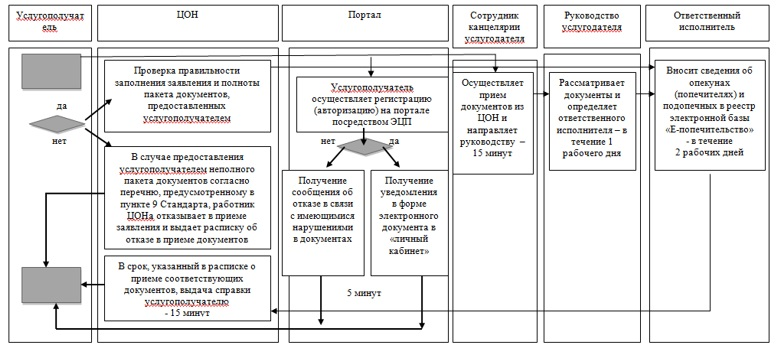 Услугополучат
ель
ЦОН
Портал
Сотрудник
канцелярии
услугодателя
Руководство
услугодателя
Ответственный
исполнитель
да
нет
Проверка правильности
заполнения заявления и полноты
пакета документов,
предоставленных
услугополучателем
В случае предоставления
услугополучателем неполного
пакета документов согласно
перечню, предусмотренному в
пункте 9 Стандарта, работник
ЦОНа отказывает в приеме
заявления и выдает расписку об
отказе в приеме документов
В срок, указанный в расписке о
приеме соответствующих
документов, выдача справки
услугополучателю
- 15 минут
Услугополучатель
осуществляет регистрацию
(авторизацию) на портале
посредством ЭЦП
нет
да
Получение
сообщения об
отказе в связи
с имеющимися
нарушениями
в документах
Получение
уведомления
в форме
электронного
документа в
«личный
кабинет»
5 минут
Осуществляет
прием
документов из
ЦОН и
направляет
руководству –
15 минут
Рассматривает
документы и
определяет
ответственного
исполнителя – в
течение 1
рабочего дня
Вносит сведения об
опекунах
(попечителях) и
подопечных в реестр
электронной базы
«Е-попечительство»
- в течение
2 рабочих дней